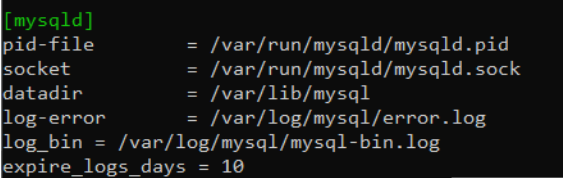 [mysqld]
pid-file        = /var/run/mysqld/mysqld.pid
socket          = /var/run/mysqld/mysqld.sock
datadir         = /var/lib/mysql
log-error       = /var/log/mysql/error.log
log_bin = /var/log/mysql/mysql-bin.log
expire_logs_days = 10